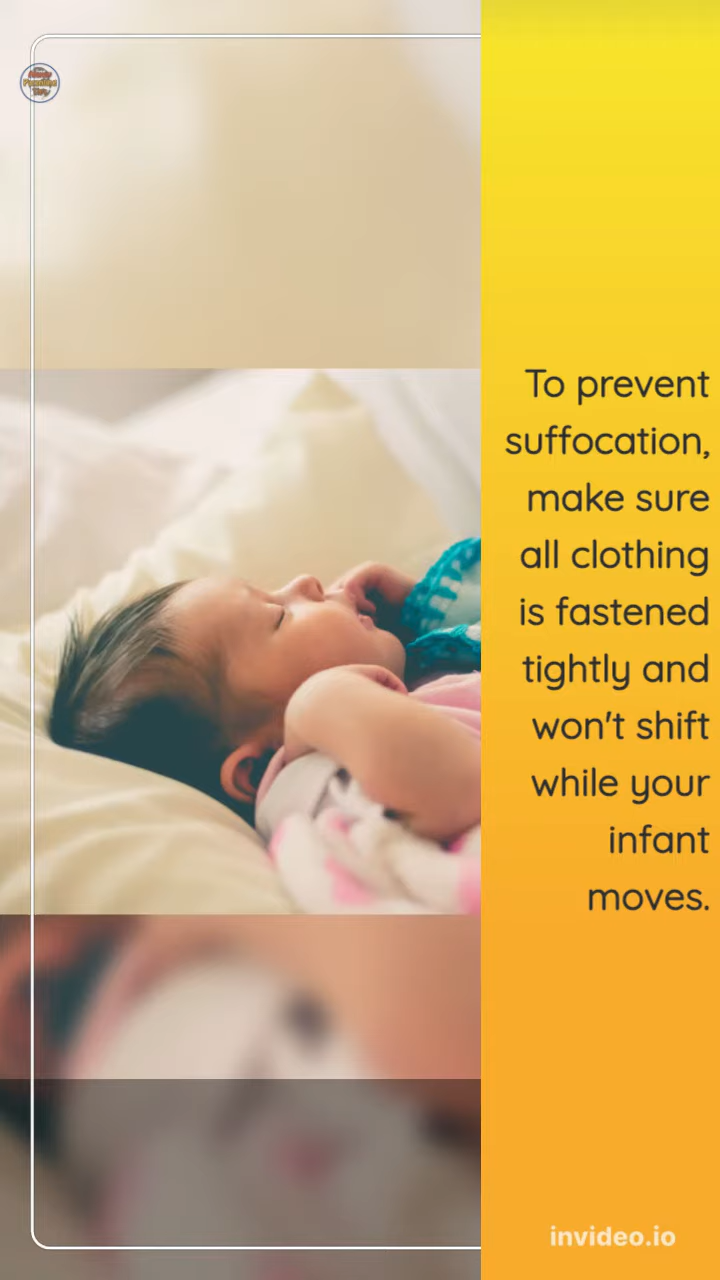 To prevent
suffocation,
make sure
all clothing
is fastened
tightly and
won't shift
while your
infant
moves.
invideo.io